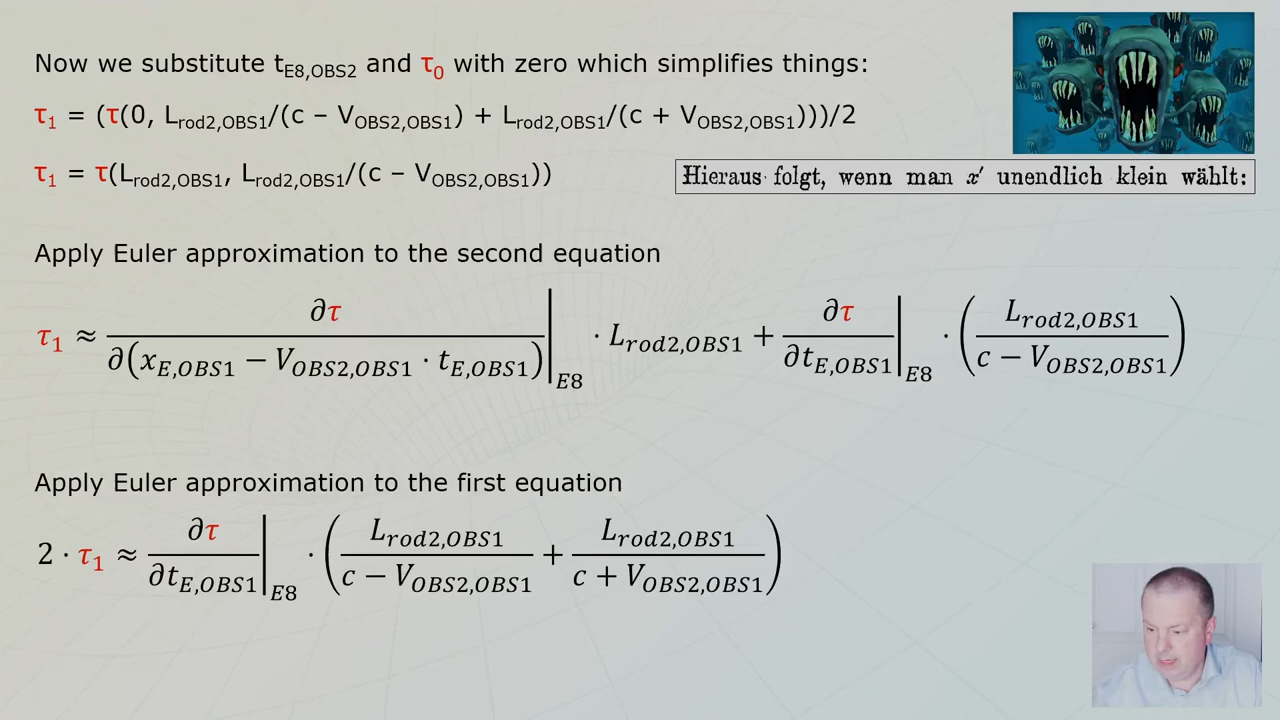 Now we substitute t_E8,OBS2 and τ_0 with zero which simplifies things:
τ_1 = (τ(0, L_rod2,OBS1/(c – V_OBS2,OBS1) + L_rod2,OBS1/(c + V_OBS2,OBS1)))/2
τ_1 = τ(L_rod2,OBS1, L_rod2,OBS1/(c – V_OBS2,OBS1))
Hieraus folgt, wenn man x′ unendlich klein wählt:
Apply Euler approximation to the second equation
τ_1 ≈ ∂τ/∂(x_E,OBS1 − V_OBS2,OBS1 · t_E,OBS1)|_E8 · L_rod2,OBS1 + ∂τ/∂t_E,OBS1|_E8 · (L_rod2,OBS1/(c − V_OBS2,OBS1))
Apply Euler approximation to the first equation
2 · τ_1 ≈ ∂τ/∂t_E,OBS1|_E8 · (L_rod2,OBS1/(c − V_OBS2,OBS1) + L_rod2,OBS1/(c + V_OBS2,OBS1))